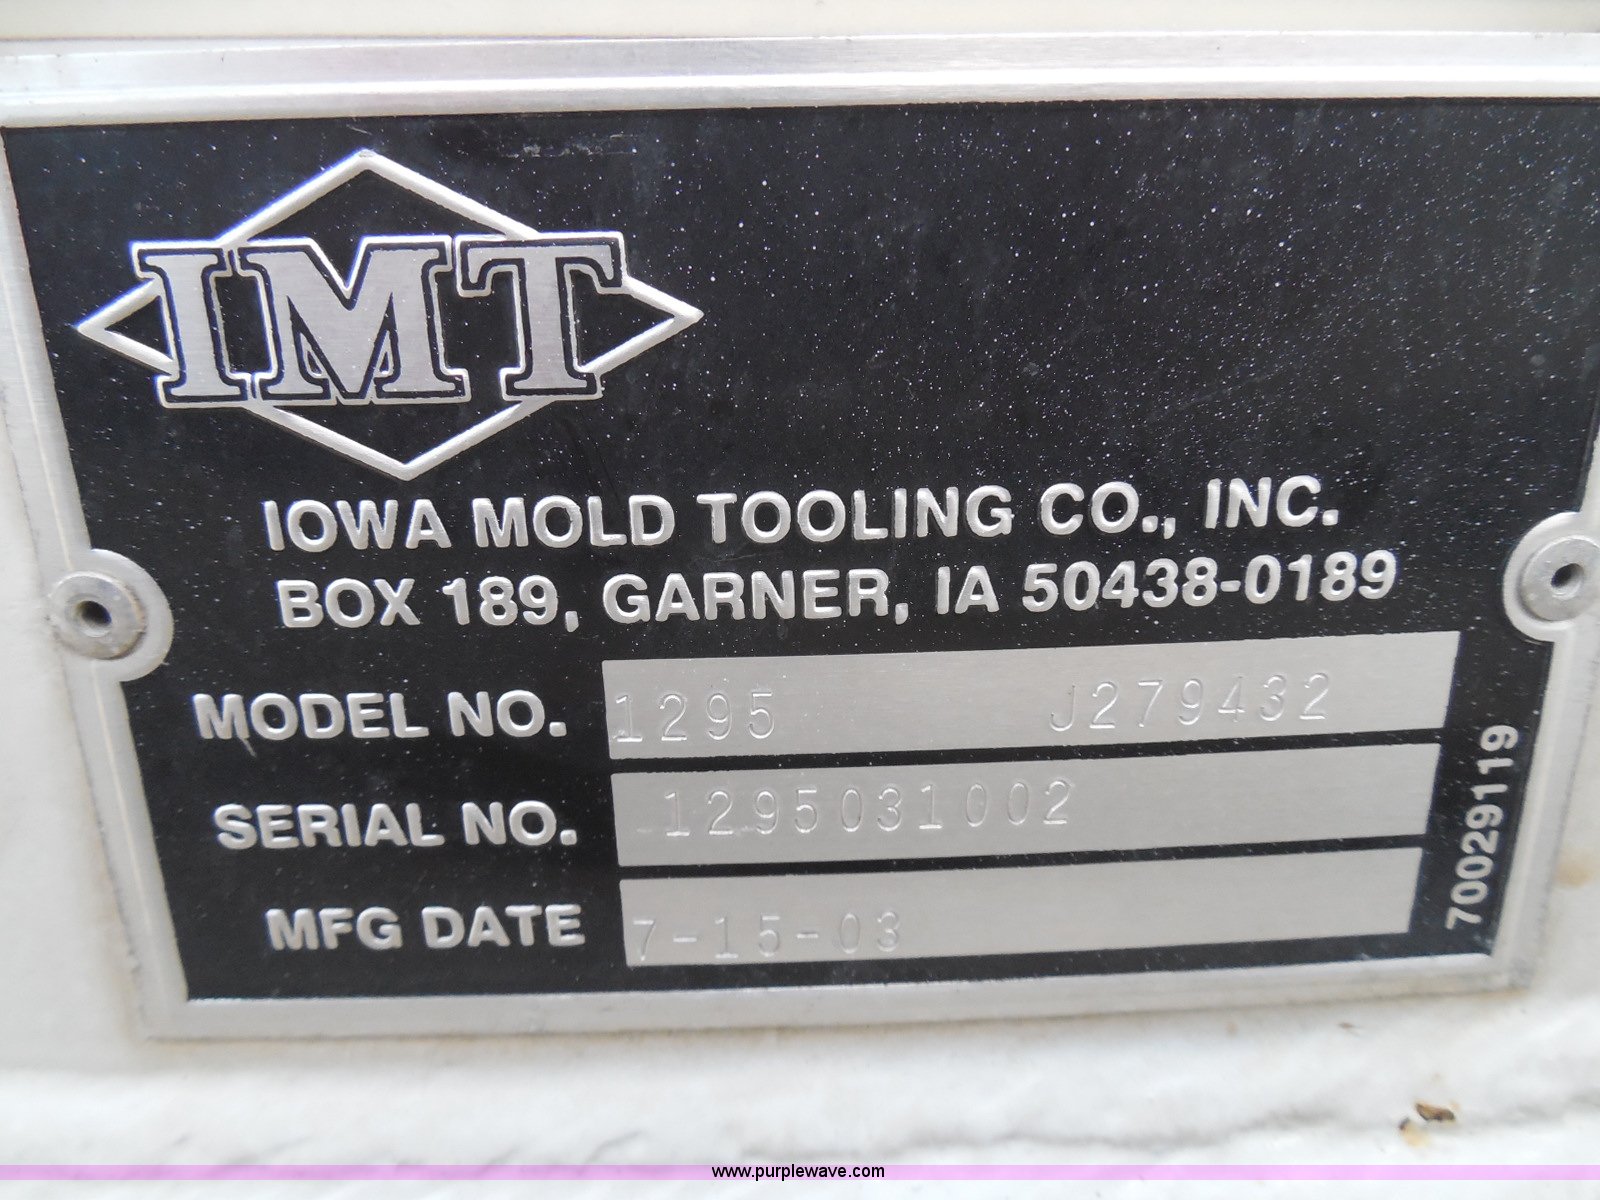 IMT
IOWA MOLD TOOLING CO., INC.
BOX 189, GARNER, IA 50438-0189
MODEL NO. 1295 J279432
SERIAL NO. 1295031002
MFG DATE 7-15-03
70029119
www.purplewave.com